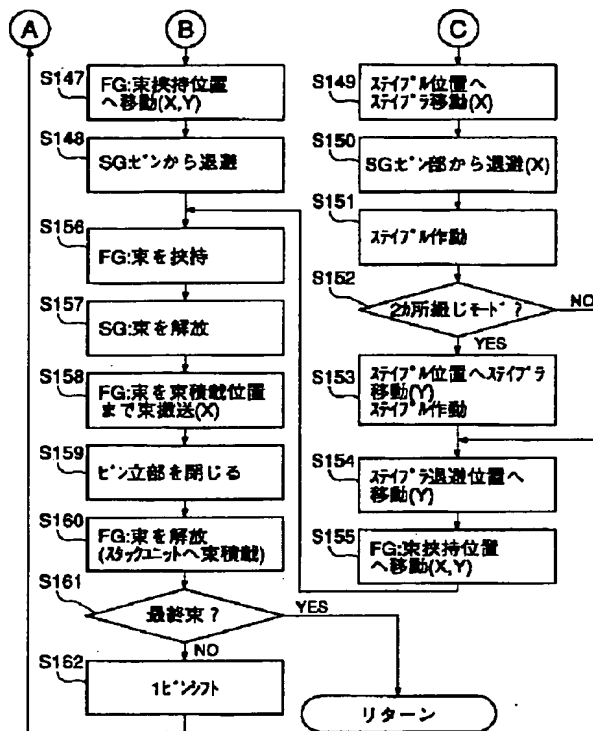 A
B
C
S147
FG:束挟持位置
へ移動(X,Y)
S148
SGビンから退避
S156
FG:束を挟持
S157
SG:束を解放
S158
FG:束を束積載位置
まで束搬送(X)
S159
ビン立部を閉じる
S160
FG:束を解放
(スタックユニットへ束積載)
S161
最終束?
YES
NO
S162
1ビンシフト
リターン
S149
ステイプル位置へ
ステイプラ移動(X)
S150
SGビン部から退避(X)
S151
ステイプル作動
S152
2カ所綴じモード?
NO
YES
S153
ステイプル位置へステイプラ
移動(Y)
ステイプル作動
S154
ステイプラ退避位置へ
移動(Y)
S155
FG:束挟持位置
へ移動(X,Y)